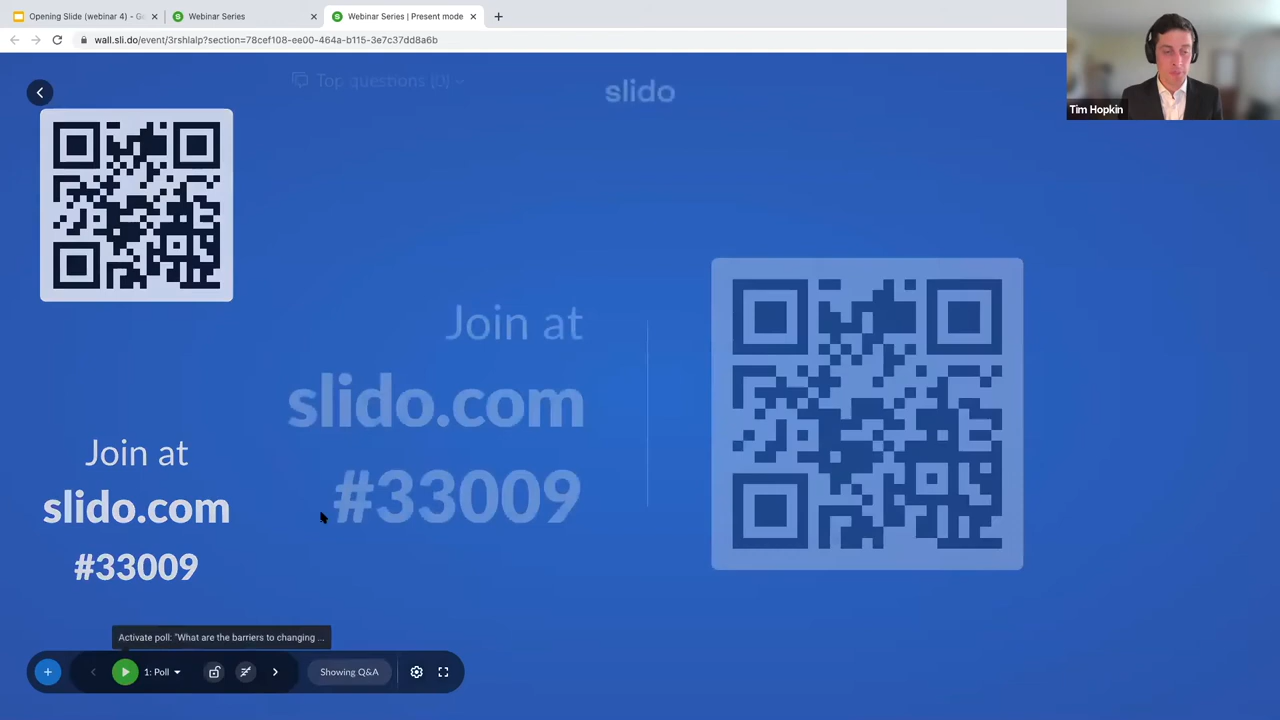 Opening Slide (webinar 4) - G
Webinar Series
Webinar Series | Present mode
wall.sli.do/event/3rshlalp?section=78cef108-ee00-464a-b115-3e7c37dd8a6b
Tim Hopkin
Top questions (0)
slido
Join at
slido.com
#33009
Join at
slido.com
#33009
Activate poll: "What are the barriers to changing ...
1: Poll
Showing Q&A